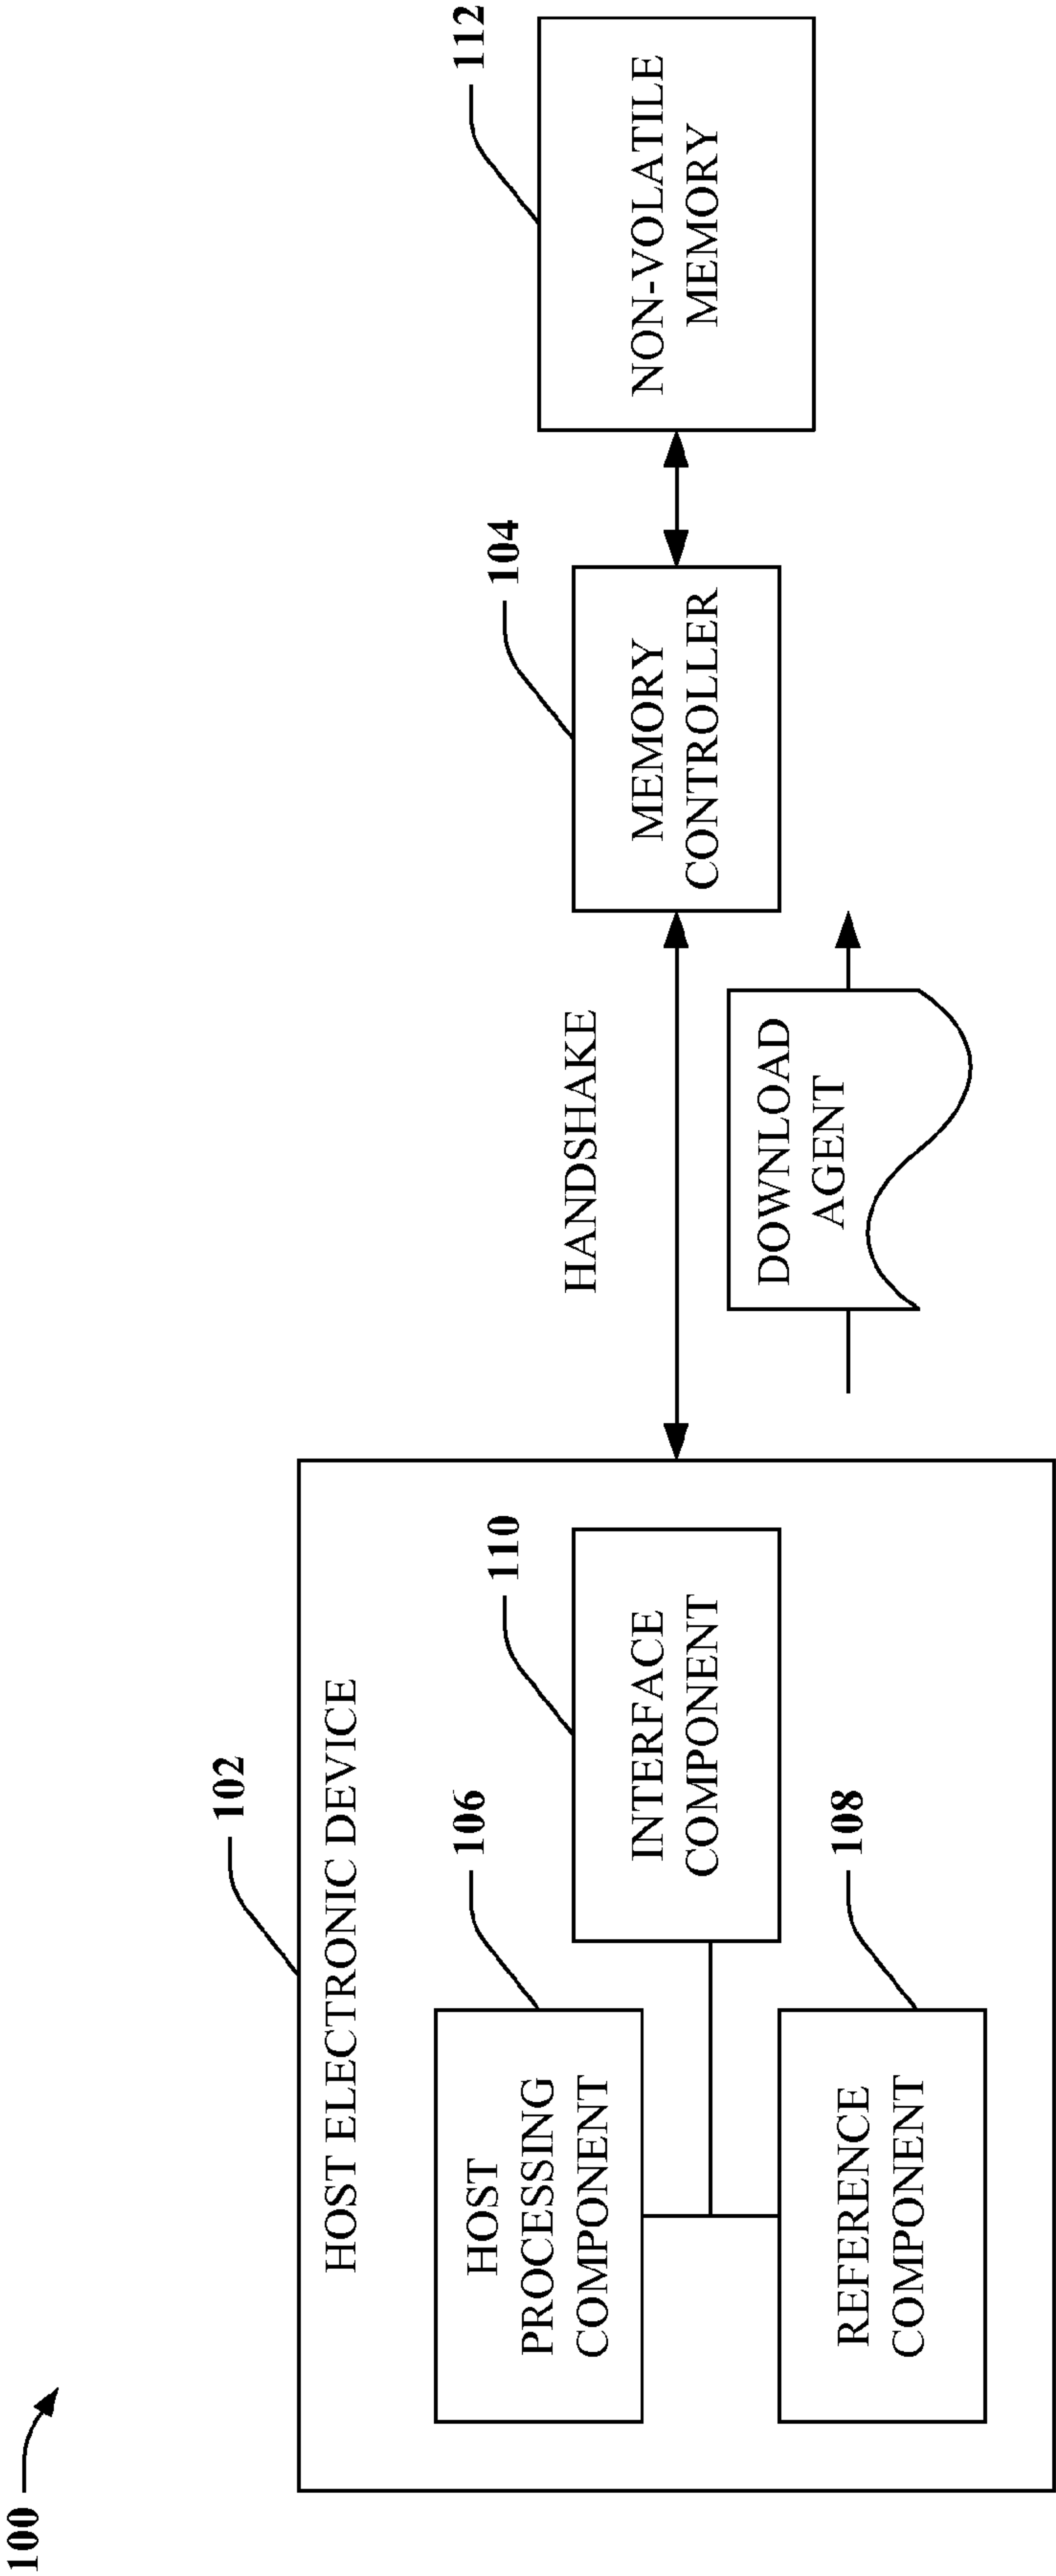 100
102
HOST ELECTRONIC DEVICE
106
HOST
PROCESSING
COMPONENT
108
REFERENCE
COMPONENT
110
INTERFACE
COMPONENT
HANDSHAKE
DOWNLOAD
AGENT
104
MEMORY
CONTROLLER
112
NON-VOLATILE
MEMORY